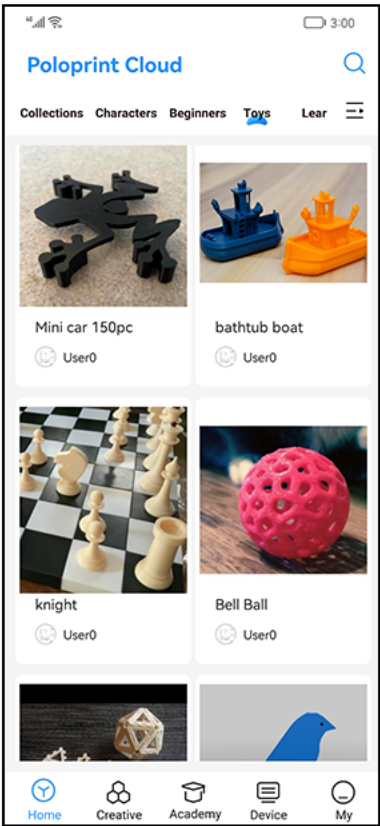 3:00
Poloprint Cloud
Collections Characters Beginners Toys Lear
Mini car 150pc
User0
bathtub boat
User0
knight
User0
Bell Ball
User0
Home Creative Academy Device My